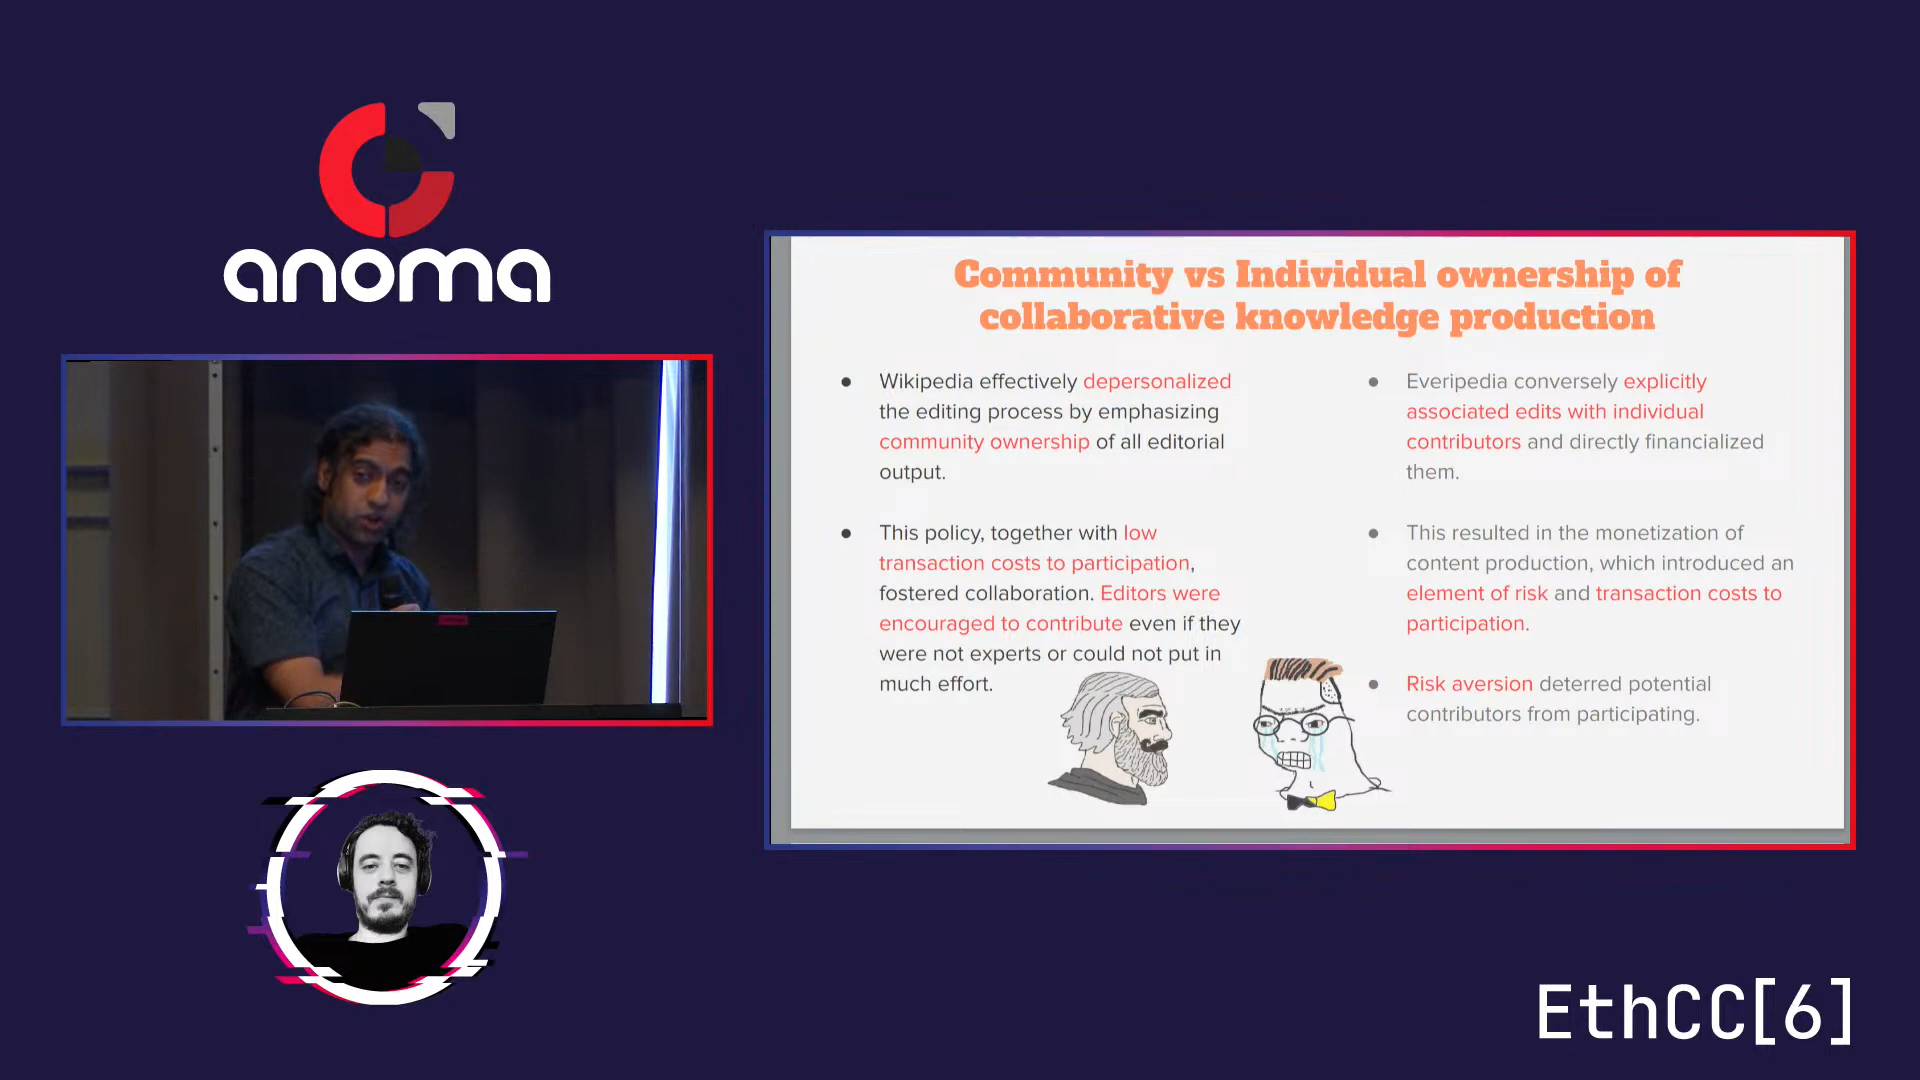 anoma
Community vs Individual ownership of
collaborative knowledge production
● Wikipedia effectively depersonalized
the editing process by emphasizing
community ownership of all editorial
output.
● This policy, together with low
transaction costs to participation,
fostered collaboration. Editors were
encouraged to contribute even if they
were not experts or could not put in
much effort.
● Everipedia conversely explicitly
associated edits with individual
contributors and directly financialized
them.
● This resulted in the monetization of
content production, which introduced an
element of risk and transaction costs to
participation.
● Risk aversion deterred potential
contributors from participating.
EthCC[6]